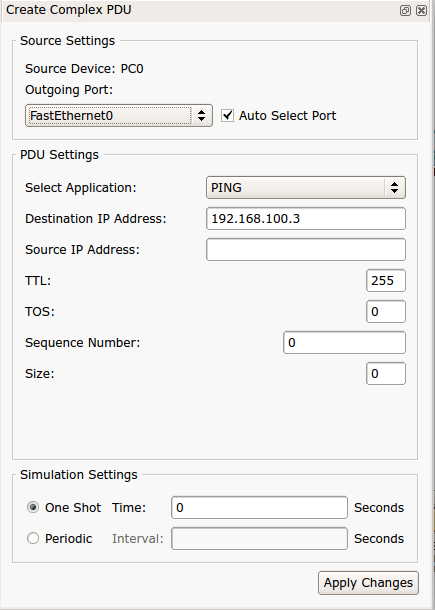 Create Complex PDU
Source Settings
Source Device: PC0
Outgoing Port:
FastEthernet0 Auto Select Port
PDU Settings
Select Application: PING
Destination IP Address: 192.168.100.3
Source IP Address:
TTL: 255
TOS: 0
Sequence Number: 0
Size: 0
Simulation Settings
One Shot Time: 0 Seconds
Periodic Interval: Seconds
Apply Changes